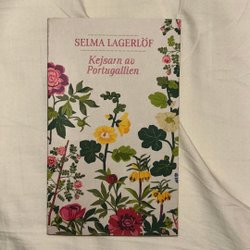 SELMA LAGERLÖF
Kejsarn av
Portugallien